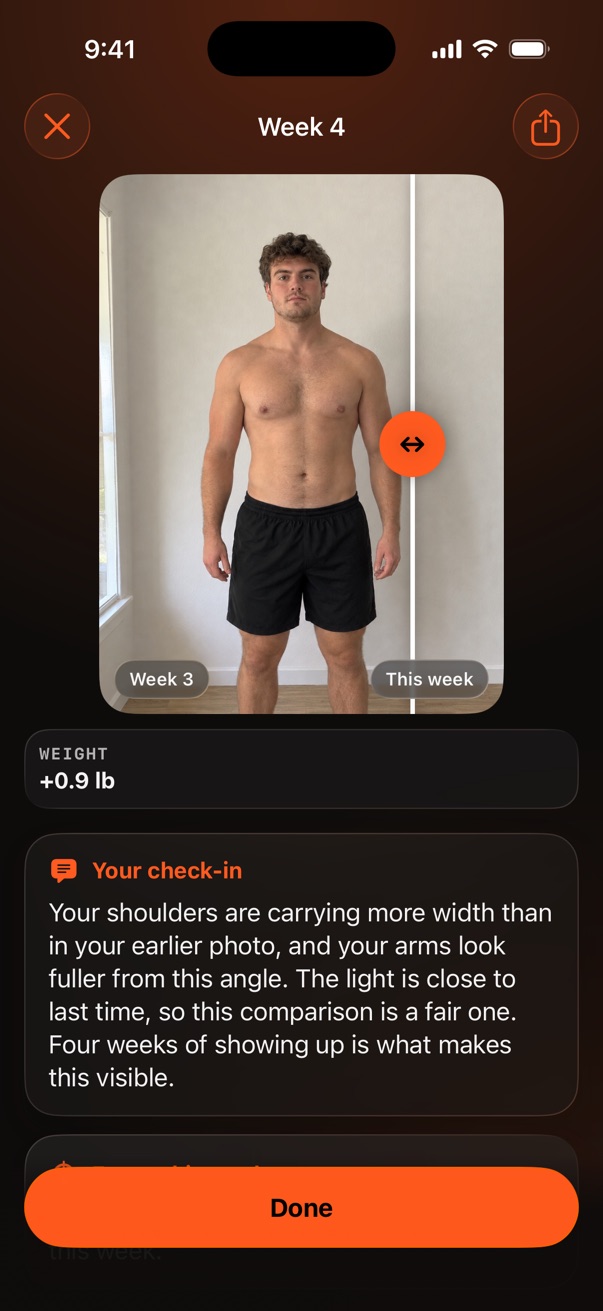 9:41
Week 4
Week 3
This week
WEIGHT
+0.9 lb
Your check-in
Your shoulders are carrying more width than
in your earlier photo, and your arms look
fuller from this angle. The light is close to
last time, so this comparison is a fair one.
Four weeks of showing up is what makes
this visible.
Done
this week.